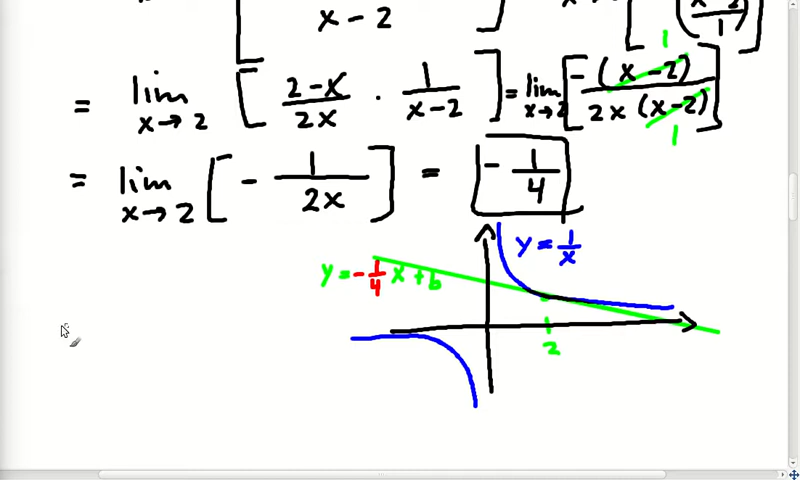 x - 2
= lim x→2 [ (2-x)/2x · 1/(x-2) ] = lim x→2 [ -(x-2) / 2x(x-2) ] 1 1
= lim x→2 [ - 1/2x ] = - 1/4
y = 1/x
y = -1/4 x + b
2